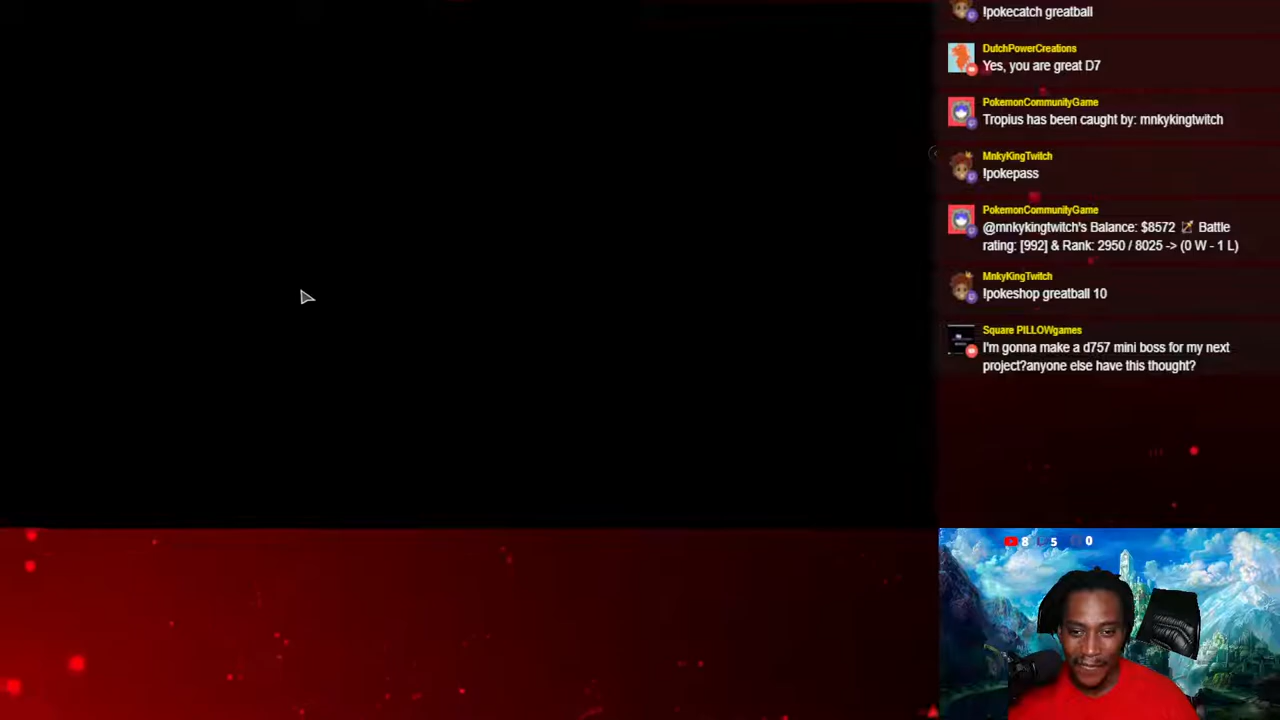 !pokecatch greatball
DutchPowerCreations
Yes, you are great D7
PokemonCommunityGame
Tropius has been caught by: mnkykingtwitch
MnkyKingTwitch
!pokepass
PokemonCommunityGame
@mnkykingtwitch's Balance: $8572 Battle
rating: [992] & Rank: 2950 / 8025 -> (0 W - 1 L)
MnkyKingTwitch
!pokeshop greatball 10
Square PILLOWgames
I'm gonna make a d757 mini boss for my next
project?anyone else have this thought?
8 5 0